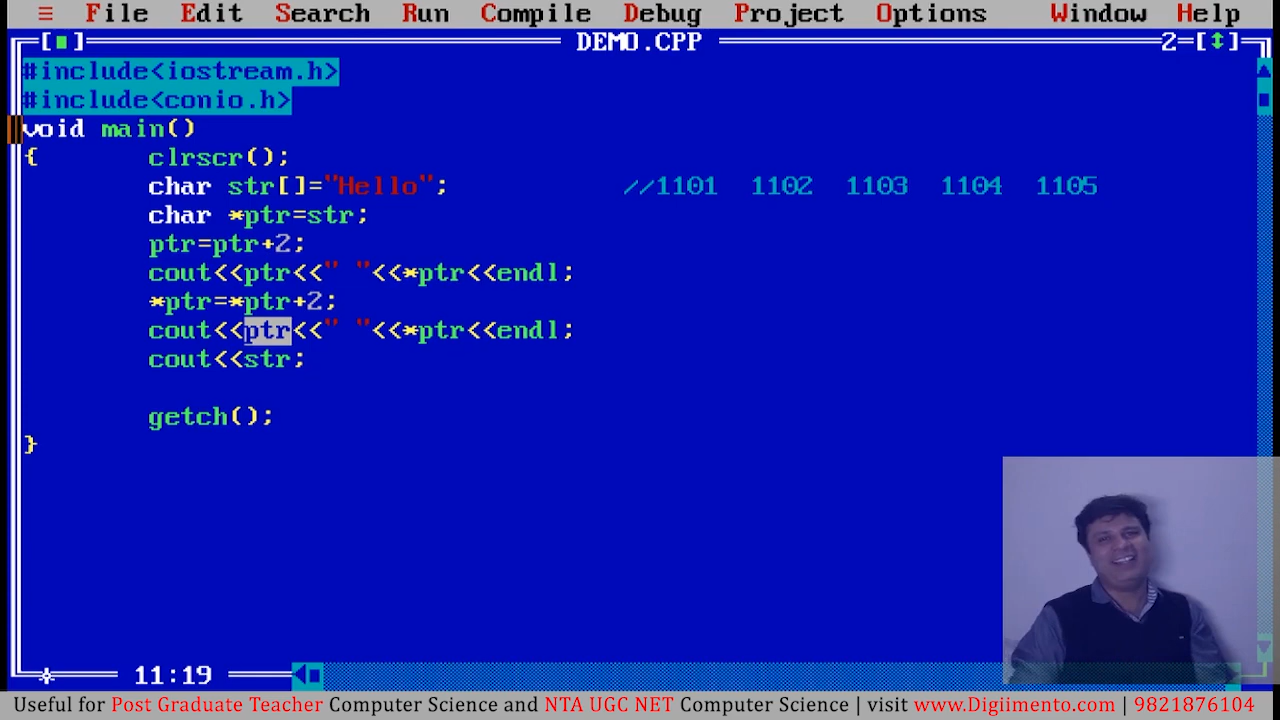 ≡ File Edit Search Run Compile Debug Project Options Window Help
DEMO.CPP 2
#include<iostream.h>
#include<conio.h>
void main()
{ clrscr();
char str[]="Hello"; //1101 1102 1103 1104 1105
char *ptr=str;
ptr=ptr+2;
cout<<ptr<<" "<<*ptr<<endl;
*ptr=*ptr+2;
cout<<ptr<<" "<<*ptr<<endl;
cout<<str;
getch();
}
11:19
Useful for Post Graduate Teacher Computer Science and NTA UGC NET Computer Science | visit www.Digiimento.com | 9821876104